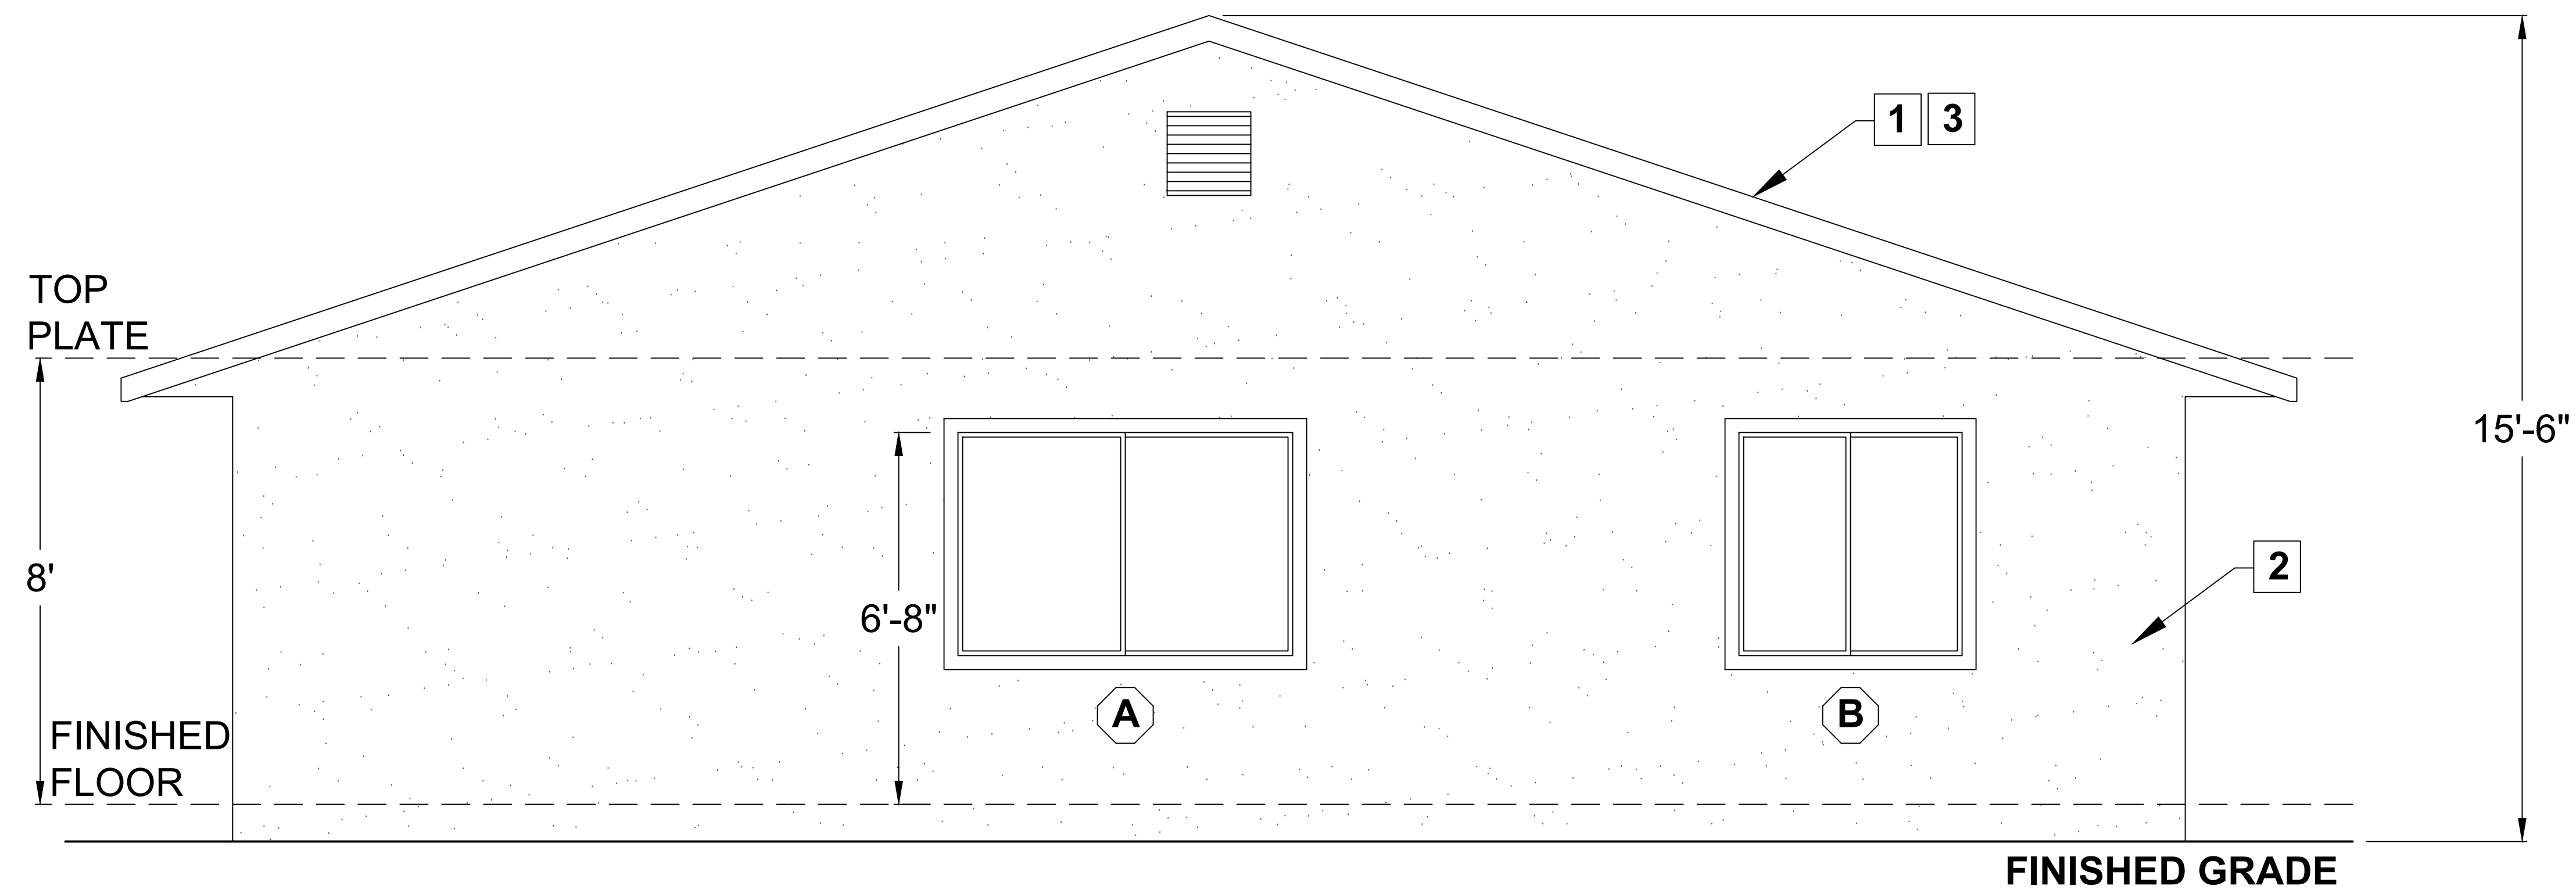 1 3
TOP
PLATE
15'-6"
2
8'
6'-8"
A B
FINISHED
FLOOR
FINISHED GRADE